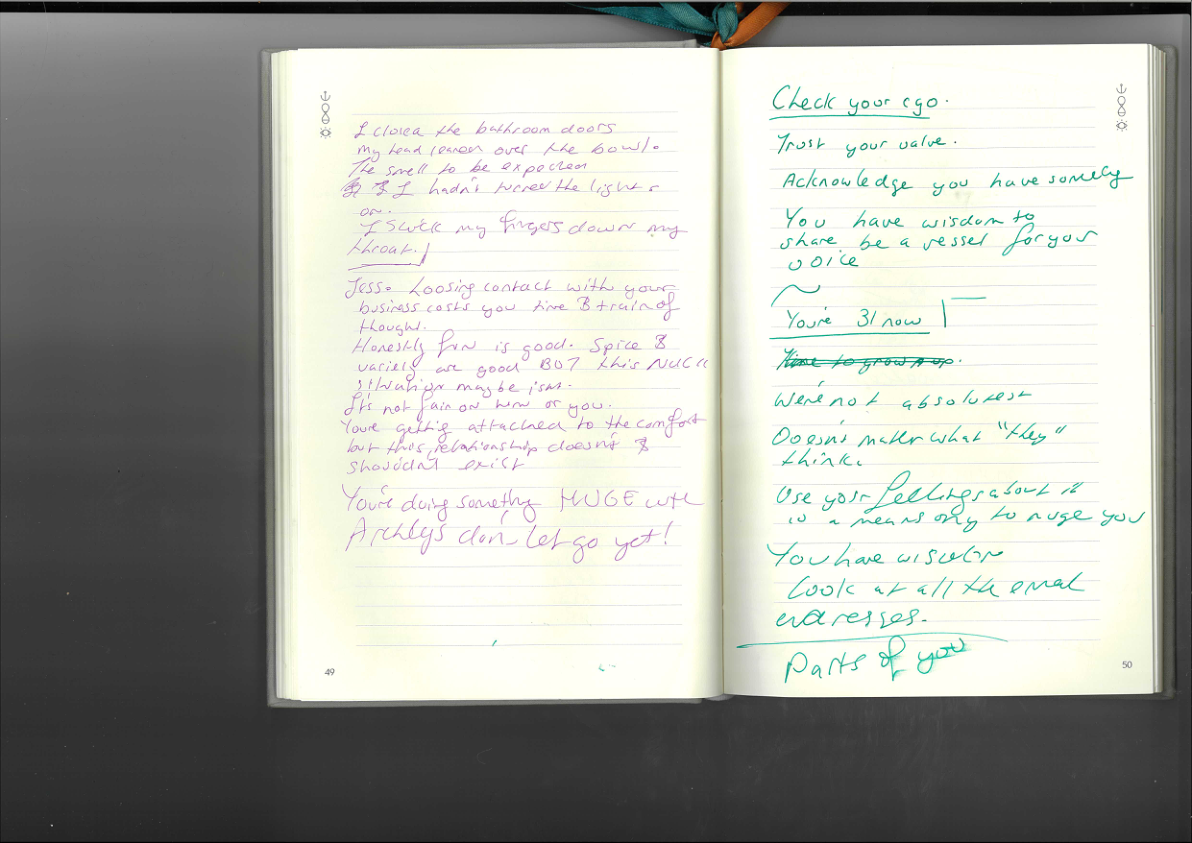 I closed the bathroom doors
my head leaned over the bowl.
The smell to be expected
I hadn't turned the lights
on.
I stuck my fingers down my
throat.
Jess. Loosing contact with your
business costs you time & train of
thought.
Honestly fun is good. Spice &
variety are good BUT this
situation maybe isnt.
It's not fair on him or you.
Youre getting attached to the comfort
but this relationship doesn't &
shouldn't exist
You're doing something HUGE with
don't let go yet!
49
Check your ego.
Trust your value.
Acknowledge you have
You have wisdom to
share be a vessel for your
voice
You're 31 now
Time to grow up.
We're not absolutest
Doesn't matter what "they"
think.
Use your feelings about it
as a means only to nuge you
You have wisdom
Look at all the email
addresses.
Parts of you
50